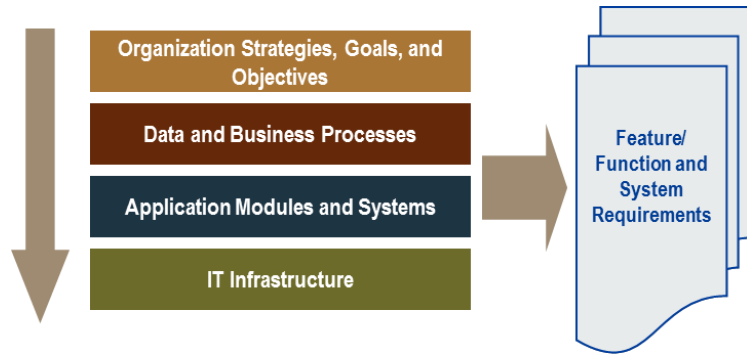 Organization Strategies, Goals, and
Objectives
Data and Business Processes
Application Modules and Systems
IT Infrastructure
Feature/
Function and
System
Requirements